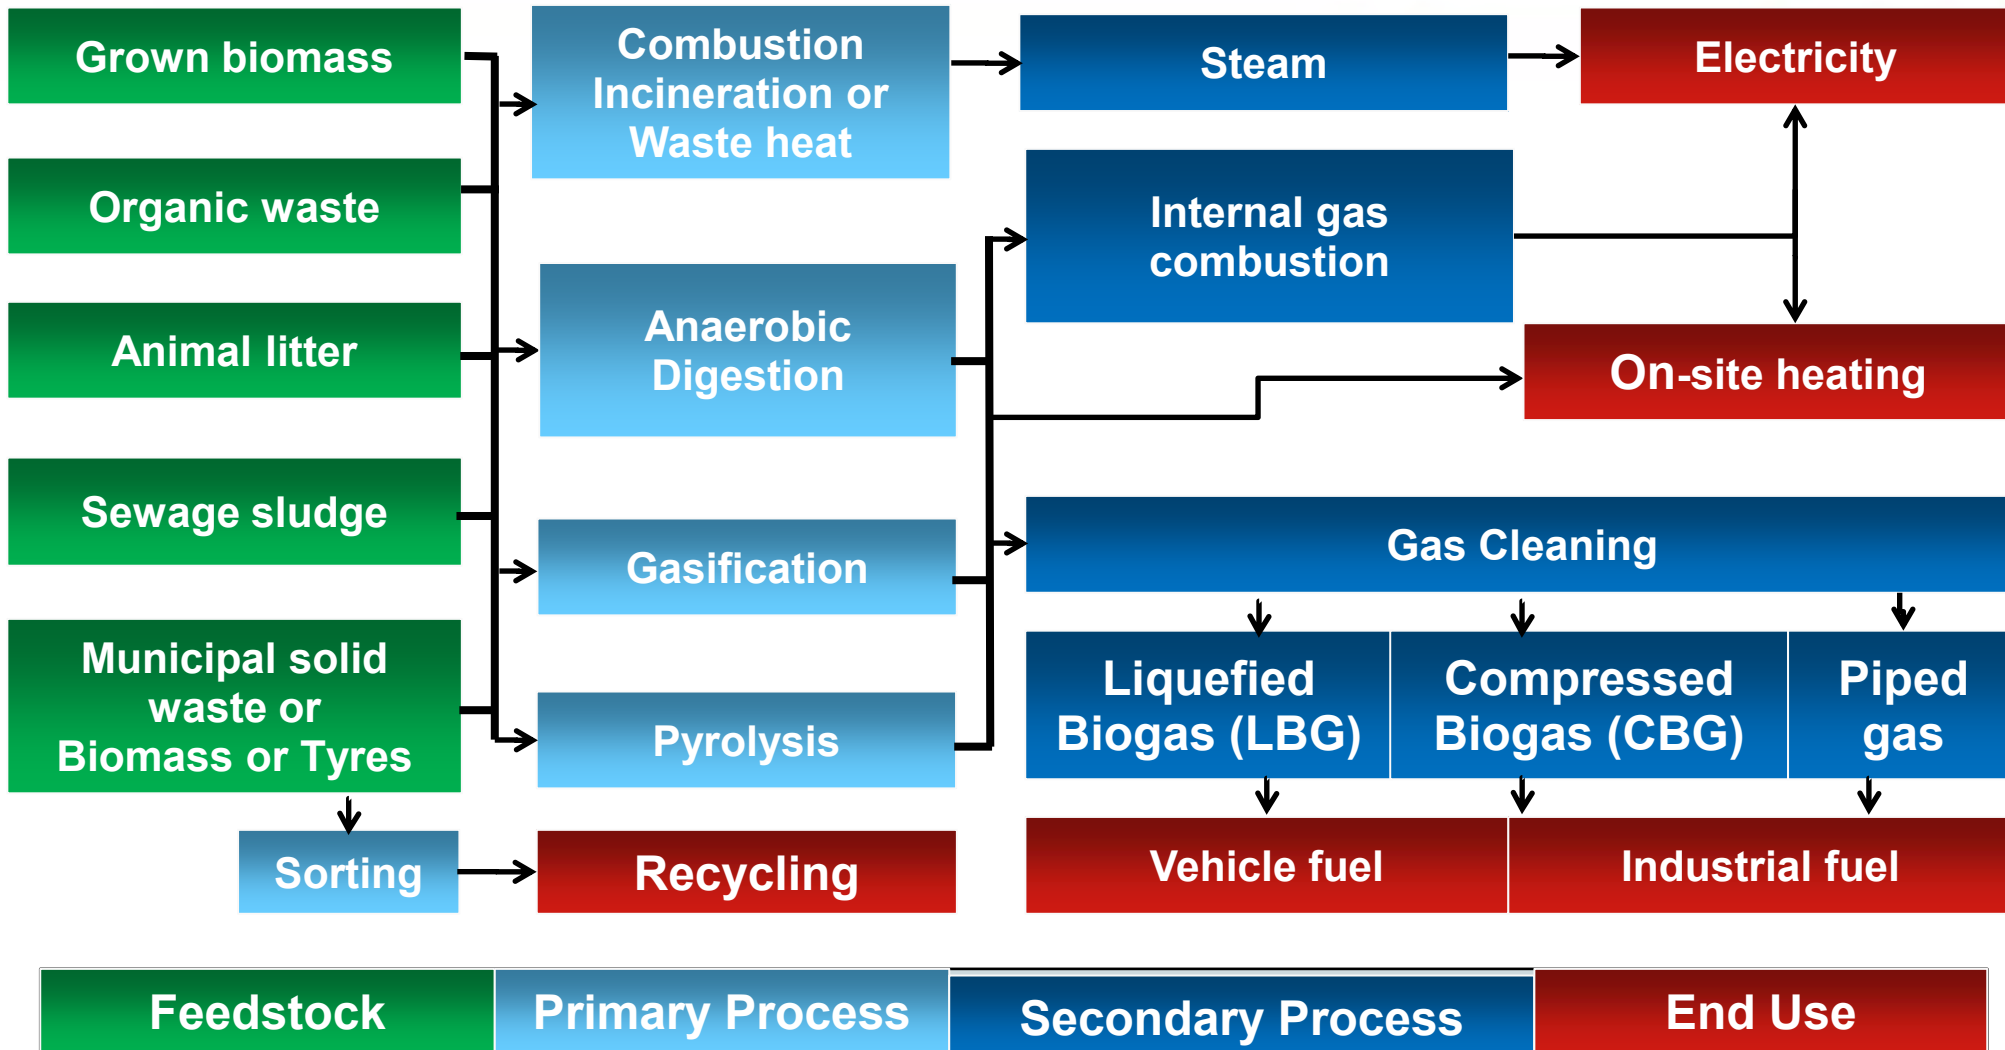 Grown biomass
Organic waste
Animal litter
Sewage sludge
Municipal solid
waste or
Biomass or Tyres
Combustion
Incineration or
Waste heat
Anaerobic
Digestion
Gasification
Pyrolysis
Sorting
Recycling
Steam
Internal gas
combustion
Electricity
On-site heating
Gas Cleaning
Liquefied
Biogas (LBG)
Compressed
Biogas (CBG)
Piped
gas
Vehicle fuel
Industrial fuel
Feedstock
Primary Process
Secondary Process
End Use